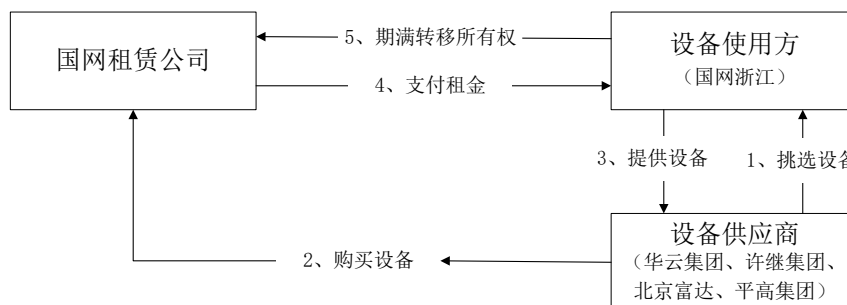 5、期满转移所有权
国网租赁公司
设备使用方
（国网浙江）
4、支付租金
3、提供设备
1、挑选设备
设备供应商
2、购买设备
（华云集团、许继集团、
北京富达、平高集团）